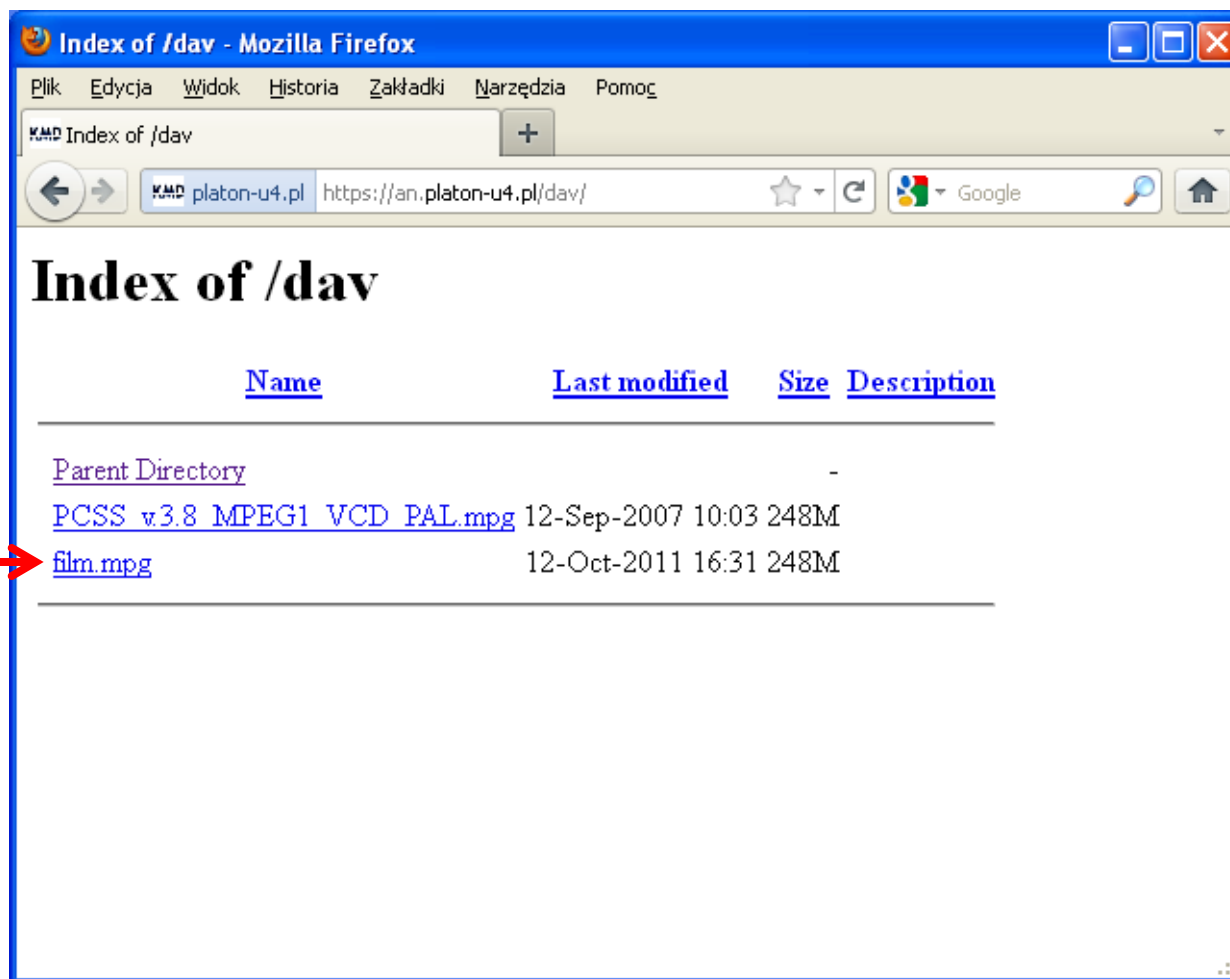 Index of /dav - Mozilla Firefox
Plik Edycja Widok Historia Zakładki Narzędzia Pomoc
KMD Index of /dav +
KMD platon-u4.pl https://an.platon-u4.pl/dav/ Google
Index of /dav
Name Last modified Size Description
Parent Directory -
PCSS_v.3.8_MPEG1_VCD_PAL.mpg 12-Sep-2007 10:03 248M
film.mpg 12-Oct-2011 16:31 248M